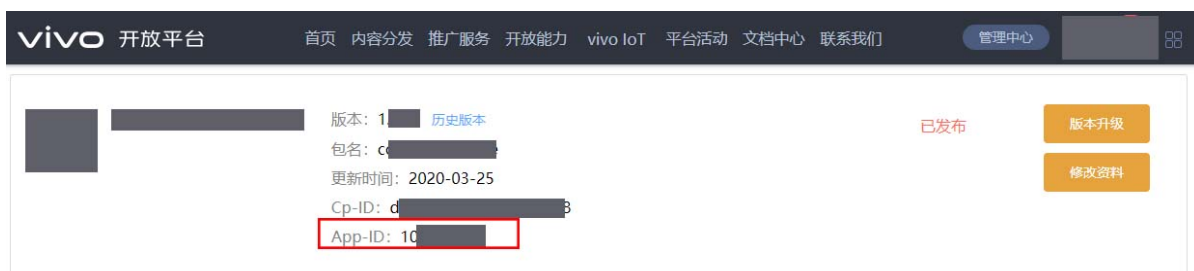 vivo 开放平台 首页 内容分发 推广服务 开放能力 vivo IoT 平台活动 文档中心 联系我们 管理中心
版本：1. 历史版本 已发布 版本升级
包名：co
更新时间：2020-03-25 修改资料
Cp-ID：d 8
App-ID：10